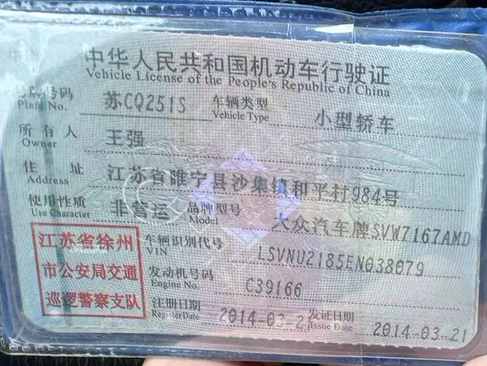 中华人民共和国机动车行驶证
Vehicle License of the People's Republic of China
号牌号码 苏CQ251S 车辆类型 小型轿车
Plate No. Vehicle Type
所有人 王强
Owner
住址 江苏省睢宁县沙集镇和平村984号
Address
使用性质 非营运 品牌型号 大众汽车牌SVW7167AMD
Use Character Model
江苏省徐州 车辆识别代号 LSVNU2185EN038079
市公安局交通 VIN
巡逻警察支队 发动机号码 C39166
Engine No.
注册日期 2014-03-2 发证日期 2014-03-21
Register Date Issue Date